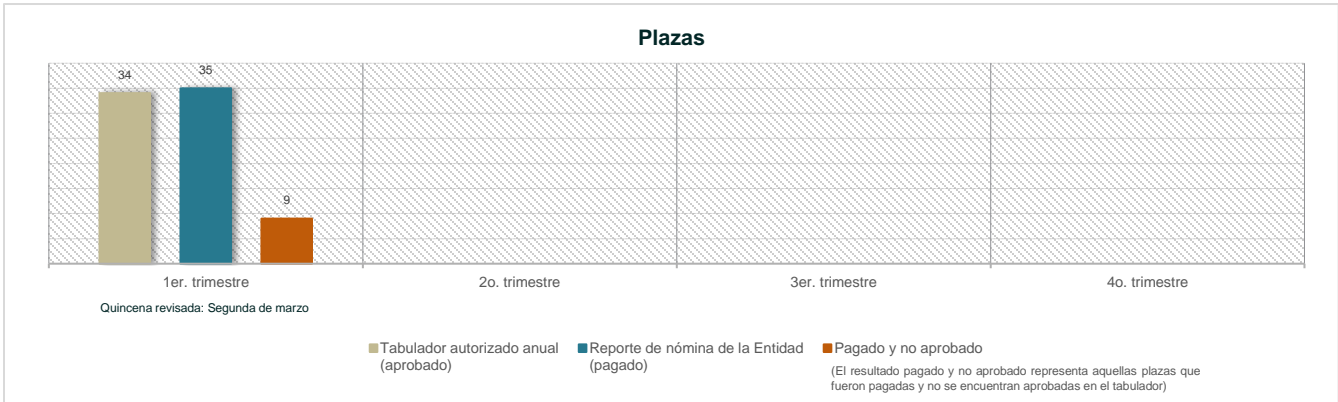 Plazas
34
35
9
1er. trimestre
2o. trimestre
3er. trimestre
4o. trimestre
Quincena revisada: Segunda de marzo
Tabulador autorizado anual
(aprobado)
Reporte de nómina de la Entidad
(pagado)
Pagado y no aprobado
(El resultado pagado y no aprobado representa aquellas plazas que
fueron pagadas y no se encuentran aprobadas en el tabulador)